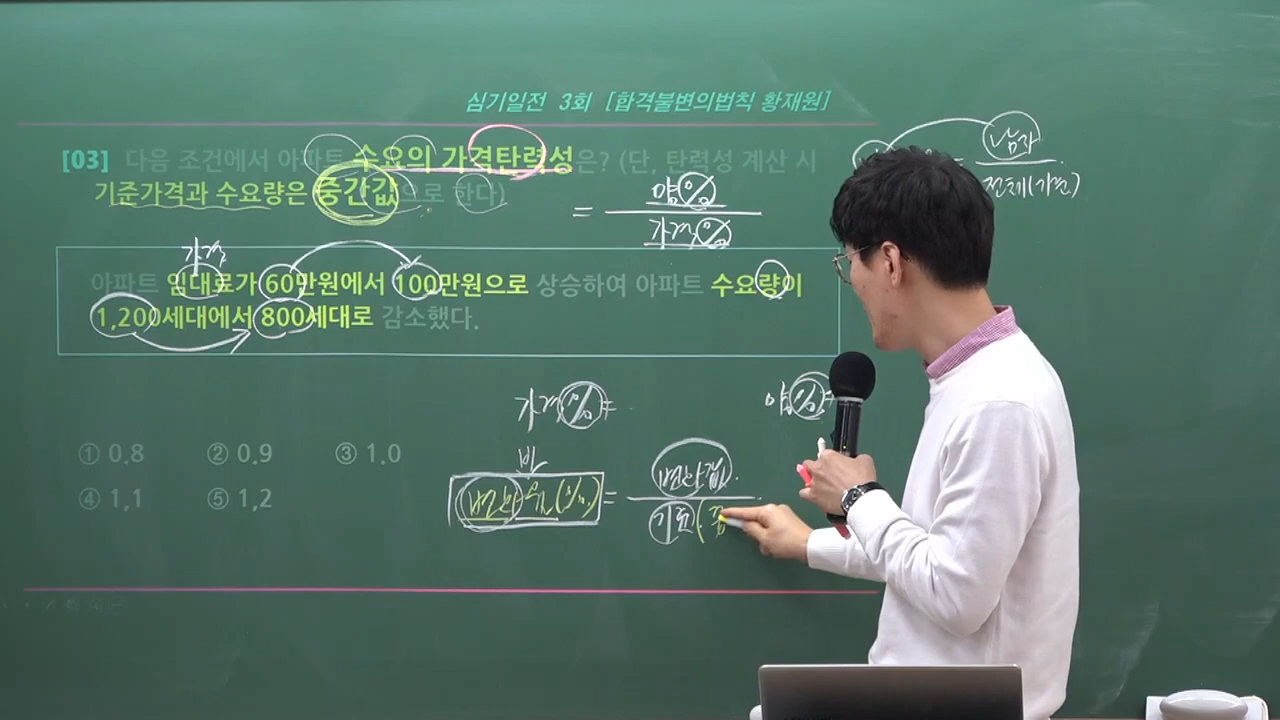 심기일전 3회 [합격불변의법칙 황재원]
[03] 다음 조건에서 아파트 수요의 가격탄력성은? (단, 탄력성 계산 시
기준가격과 수요량은 중간값으로 한다)
남자
전체(기준)
= 양%
가격%
가격
아파트 임대료가 60만원에서 100만원으로 상승하여 아파트 수요량이
1,200세대에서 800세대로 감소했다.
가격%=
양%=
① 0.8 ② 0.9 ③ 1.0
④ 1.1 ⑤ 1.2
변화율(%) = 변한값
기준(중